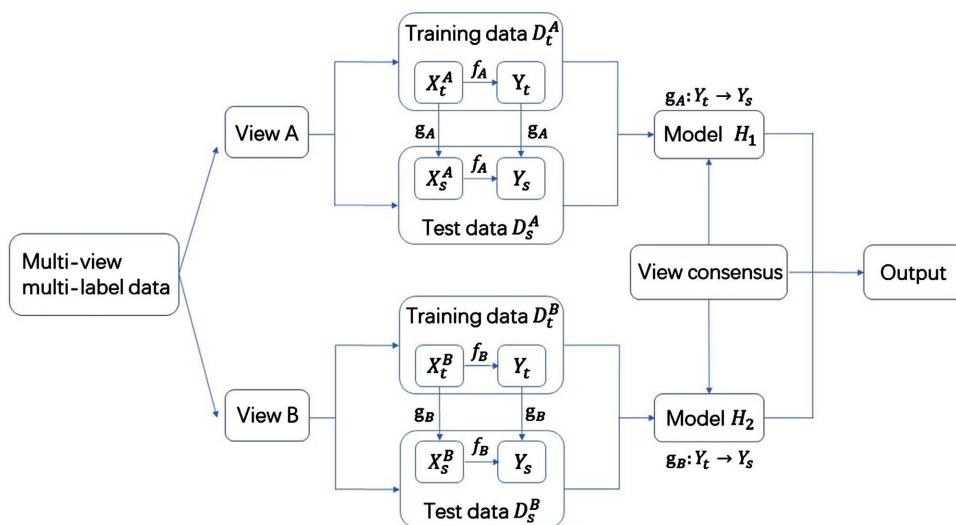 Multi-view
multi-label data
View A
Training data $D_t^A$
$X_t^A$ $f_A$ $Y_t$
$g_A$ $g_A$
$X_s^A$ $f_A$ $Y_s$
Test data $D_s^A$
$g_A: Y_t \to Y_s$
Model $H_1$
View consensus
Output
View B
Training data $D_t^B$
$X_t^B$ $f_B$ $Y_t$
$g_B$ $g_B$
$X_s^B$ $f_B$ $Y_s$
Test data $D_s^B$
Model $H_2$
$g_B: Y_t \to Y_s$